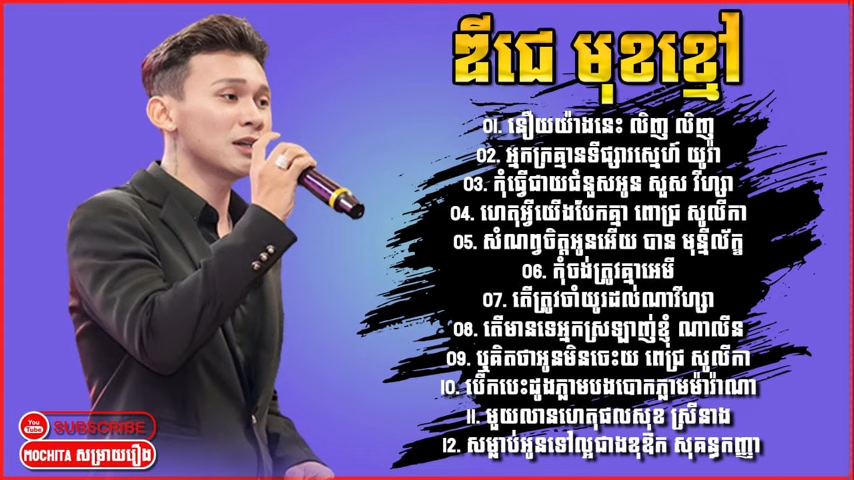 ឌីជេ មុខខ្មៅ
01. នឿយយ៉ាងនេះ លិញ លិញ
02. អ្នកក្រគ្មានទីផ្សារស្នេហ៍ យូរ៉ា
03. កុំធ្វើជាយជំនួសអូន សួស វីហ្សា
04. ហេតុអ្វីយើងបែកគ្នា ពេជ្រ សូលីកា
05. សំណព្វចិត្តអូនអើយ បាន មុន្នីល័ក្ខ
06. កុំចង់ត្រូវគ្នាអេមី
07. តើត្រូវចាំយូរដល់ណាវីហ្សា
08. តើមានទេអ្នកស្រឡាញ់ខ្ញុំ ណាលីន
09. ឬគិតថាអូនមិនចេះយ ពេជ្រ សូលីកា
10. បើកបេះដូងភ្លាមបងបោកភ្លាមម៉ារ៉ាណា
11. មួយលានហេតុផលសុខ ស្រីនាង
12. សម្លាប់អូនទៅល្អជាងឧុឱក សុគន្ធកញ្ញា
You Tube SUBSCRIBE
MOCHITA សម្រាយរឿង